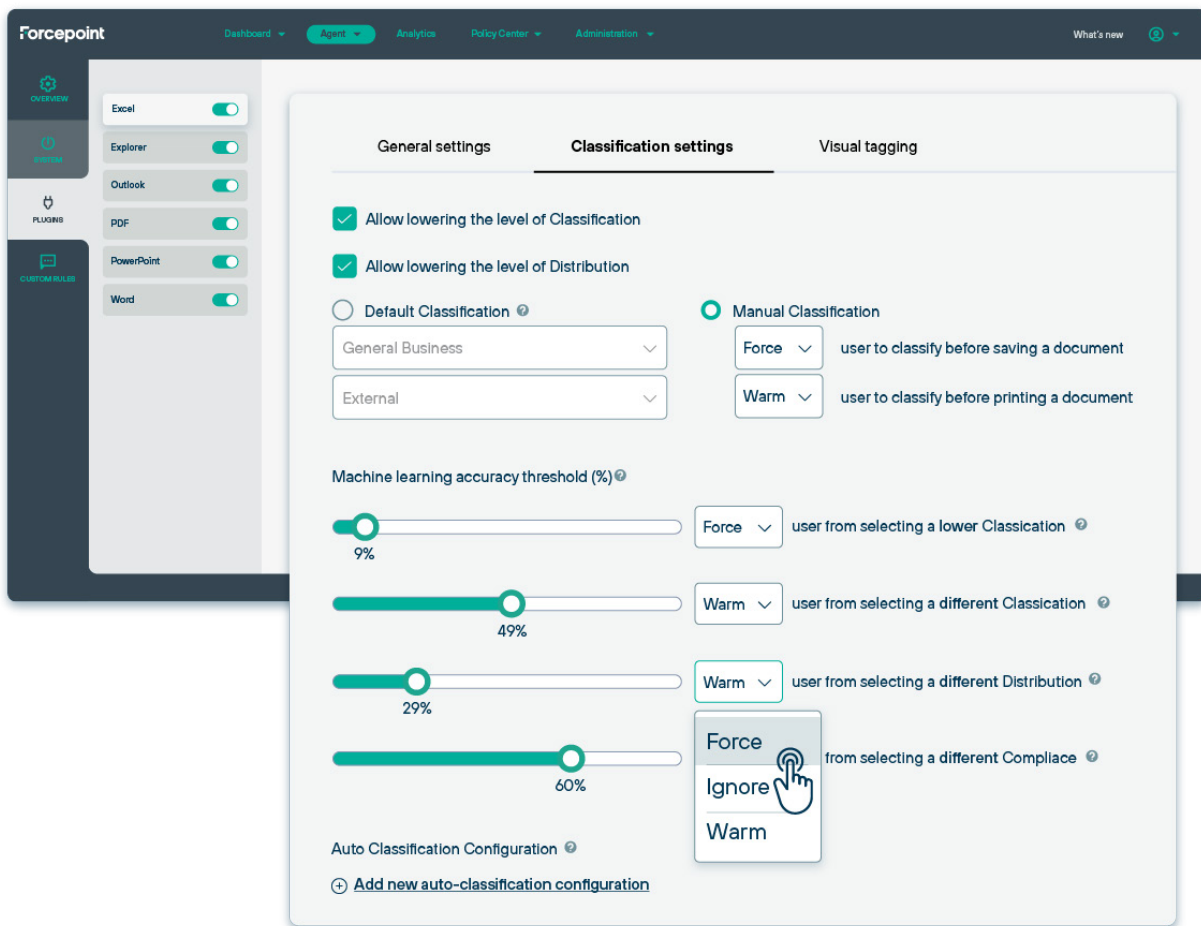 Forcepoint
Dashboard Agent Analytics Policy Center Administration What's new
OVERVIEW
SYSTEM
PLUGINS
CUSTOM RULES
Excel
Explorer
Outlook
PDF
PowerPoint
Word
General settings Classification settings Visual tagging
Allow lowering the level of Classification
Allow lowering the level of Distribution
Default Classification ? Manual Classification
General Business Force user to classify before saving a document
External Warm user to classify before printing a document
Machine learning accuracy threshold (%) ?
Force user from selecting a lower Classication ?
9%
Warm user from selecting a different Classication ?
49%
Warm user from selecting a different Distribution ?
29%
Force
from selecting a different Compliace ?
60%
Ignore
Warm
Auto Classification Configuration ?
Add new auto-classification configuration